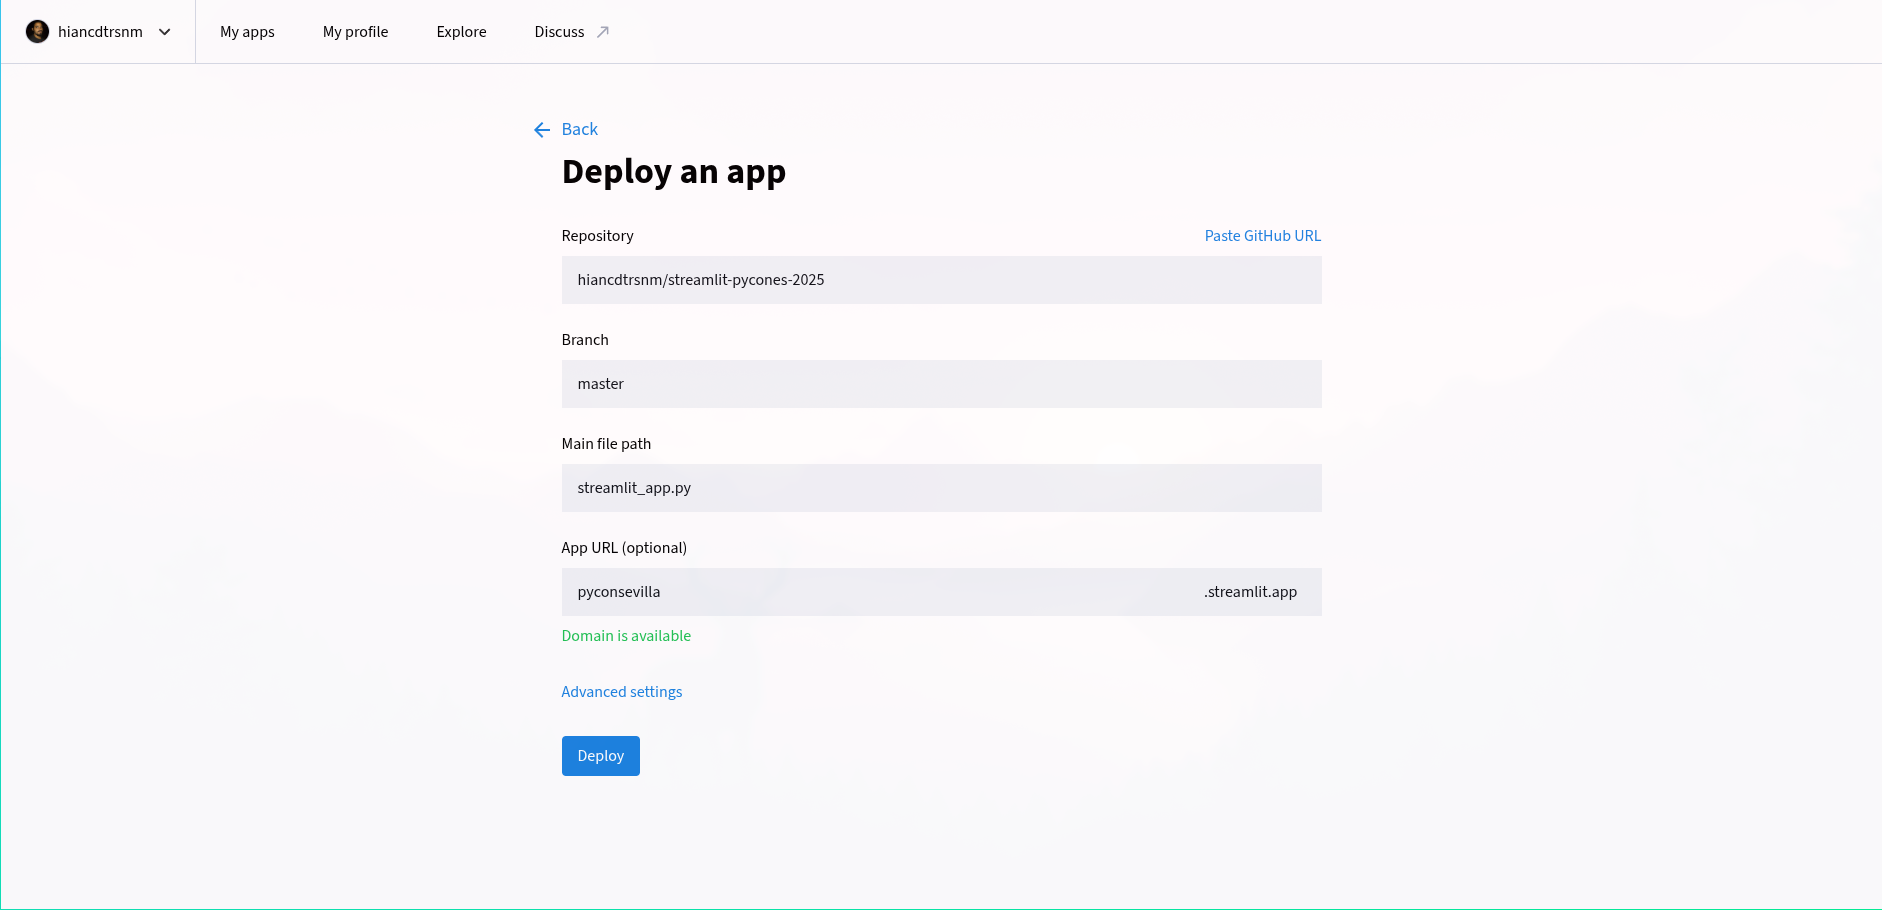 hiancdtrsnm
My apps
My profile
Explore
Discuss
Back
Deploy an app
Repository
Paste GitHub URL
hiancdtrsnm/streamlit-pycones-2025
Branch
master
Main file path
streamlit_app.py
App URL (optional)
pyconsevilla
.streamlit.app
Domain is available
Advanced settings
Deploy